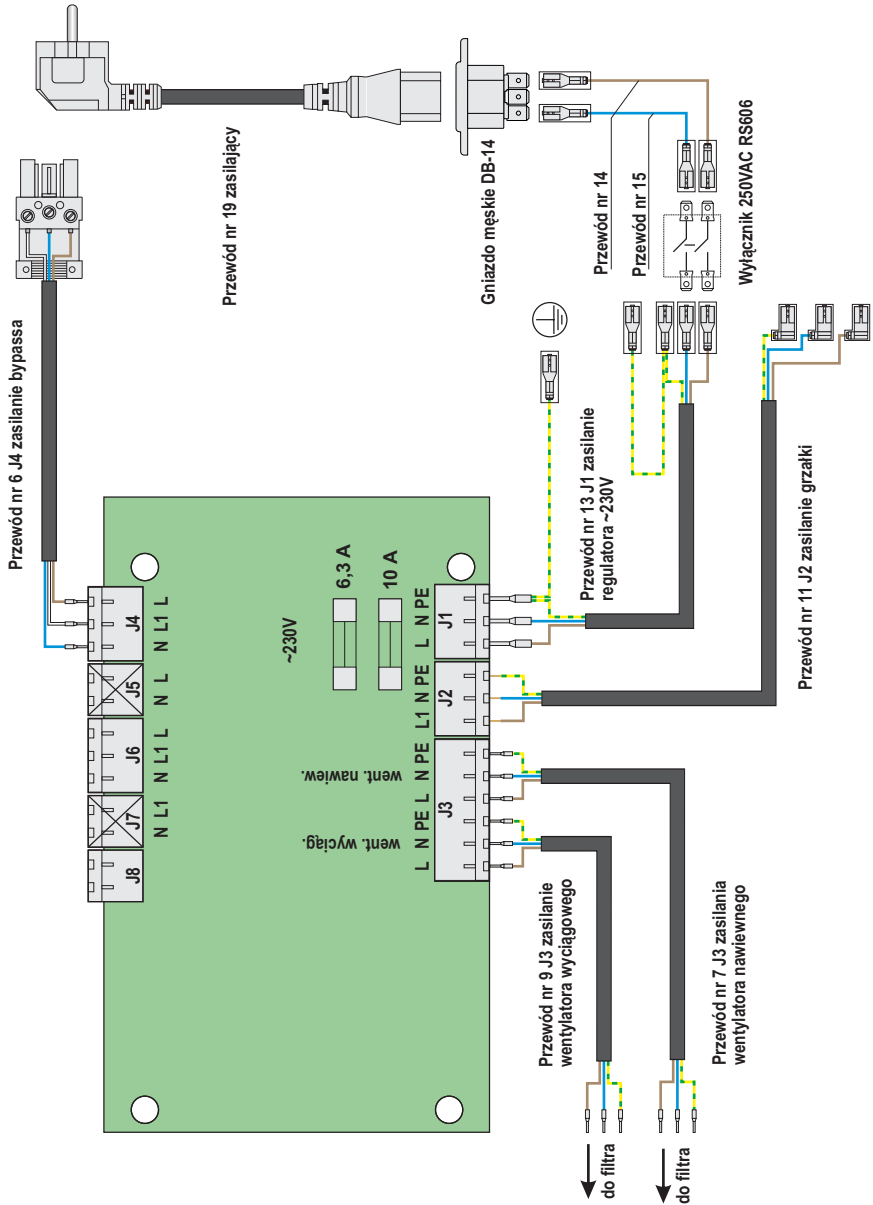 Przewód nr 6 J4 zasilanie bypassa
Przewód nr 19 zasilający
Gniazdo męskie DB-14
Przewód nr 14
Przewód nr 15
Wyłącznik 250VAC RS606
J8
J7
J5
J6
J4
N L1
N L1 L
N L
N L1 L
~230V
6,3 A
10 A
went. wyciąg.
went. nawiew.
L N PE L N PE
L1 N PE
L N PE
J3
J2
J1
Przewód nr 13 J1 zasilanie
regulatora ~230V
Przewód nr 11 J2 zasilanie grzałki
Przewód nr 9 J3 zasilanie
wentylatora wyciągowego
Przewód nr 7 J3 zasilania
wentylatora nawiewnego
do filtra
do filtra